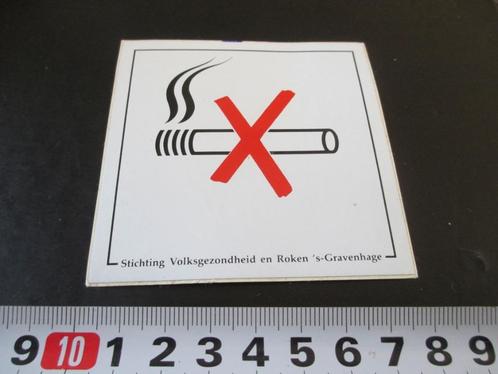 Stichting Volksgezondheid en Roken 's-Gravenhage
9 10 1 2 3 4 5 6 7 8 9